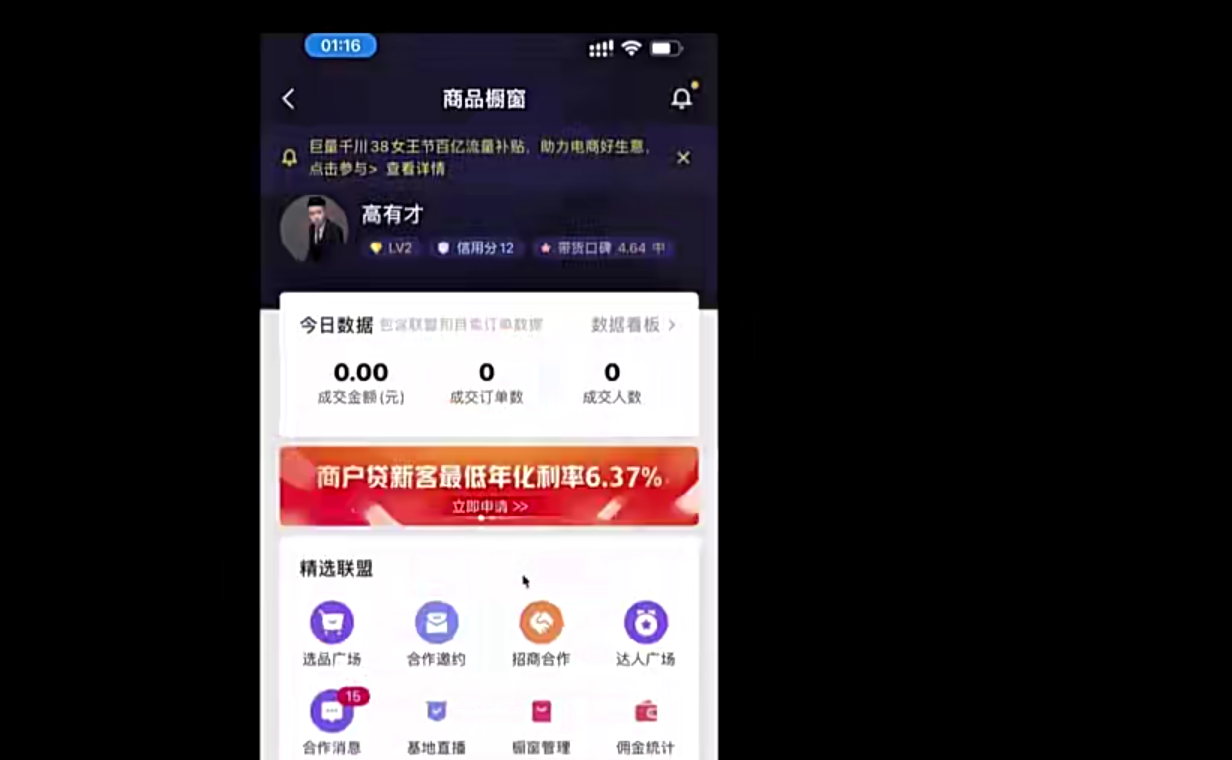 01:16
商品橱窗
巨量千川38女王节百亿流量补贴，助力电商好生意，
点击参与> 查看详情
高有才
LV2 信用分12 带货口碑 4.64 中
今日数据 包含联盟和自卖订单数据 数据看板 >
0.00 0 0
成交金额(元) 成交订单数 成交人数
商户贷新客最低年化利率6.37%
立即申请 >>
精选联盟
选品广场 合作邀约 招商合作 达人广场
15
合作消息 基地直播 橱窗管理 佣金统计